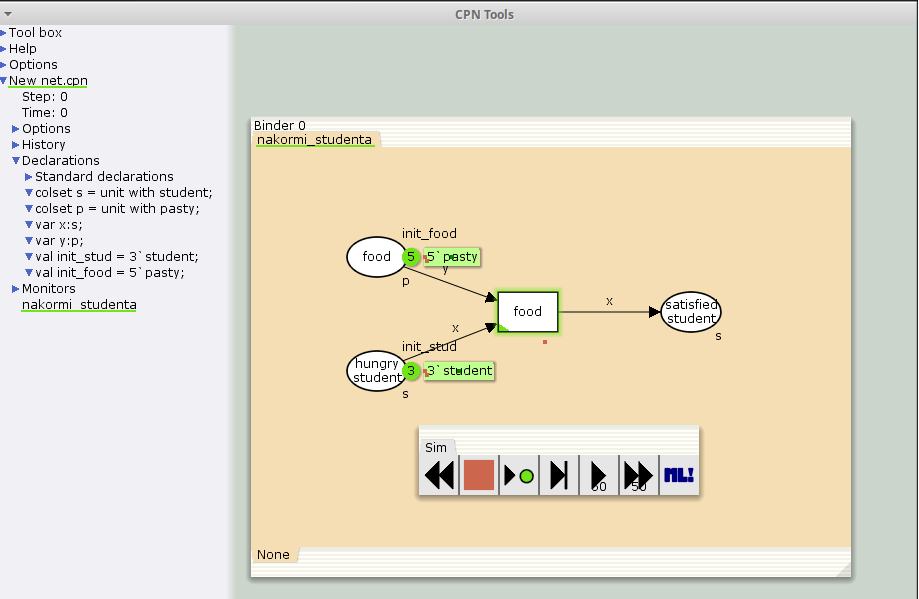 CPN Tools
Tool box
Help
Options
New net.cpn
Step: 0
Time: 0
Options
History
Declarations
Standard declarations
colset s = unit with student;
colset p = unit with pasty;
var x:s;
var y:p;
val init_stud = 3`student;
val init_food = 5`pasty;
Monitors
nakormi_studenta
Binder 0
nakormi_studenta
init_food
food
5
5`pasty
y
p
food
x
satisfied
student
s
x
init_stud
hungry
student
3
3`student
s
Sim
50
50
ML!
None